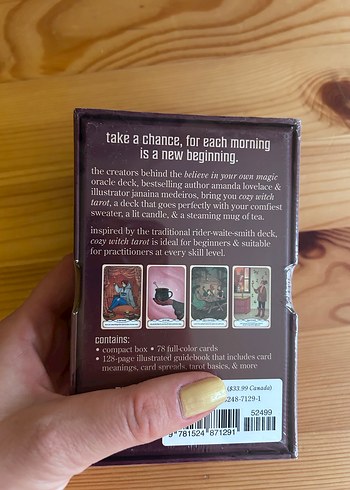 take a chance, for each morning
is a new beginning.
the creators behind the believe in your own magic
oracle deck, bestselling author amanda lovelace &
illustrator janaina medeiros, bring you cozy witch
tarot, a deck that goes perfectly with your comfiest
sweater, a lit candle, & a steaming mug of tea.
inspired by the traditional rider-waite-smith deck,
cozy witch tarot is ideal for beginners & suitable
for practitioners at every skill level.
contains:
• compact box • 78 full-color cards
• 128-page illustrated guidebook that includes card
meanings, card spreads, tarot basics, & more
($33.99 Canada)
5248-7129-1
52499
9 781524 871291